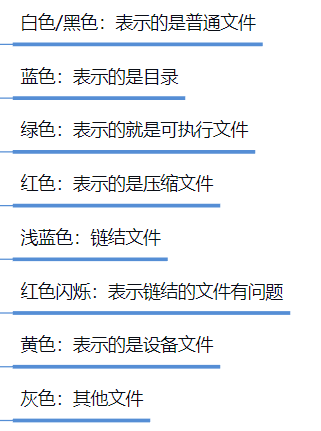 白色/黑色：表示的是普通文件
蓝色：表示的是目录
绿色：表示的就是可执行文件
红色：表示的是压缩文件
浅蓝色：链结文件
红色闪烁：表示链结的文件有问题
黄色：表示的是设备文件
灰色：其他文件